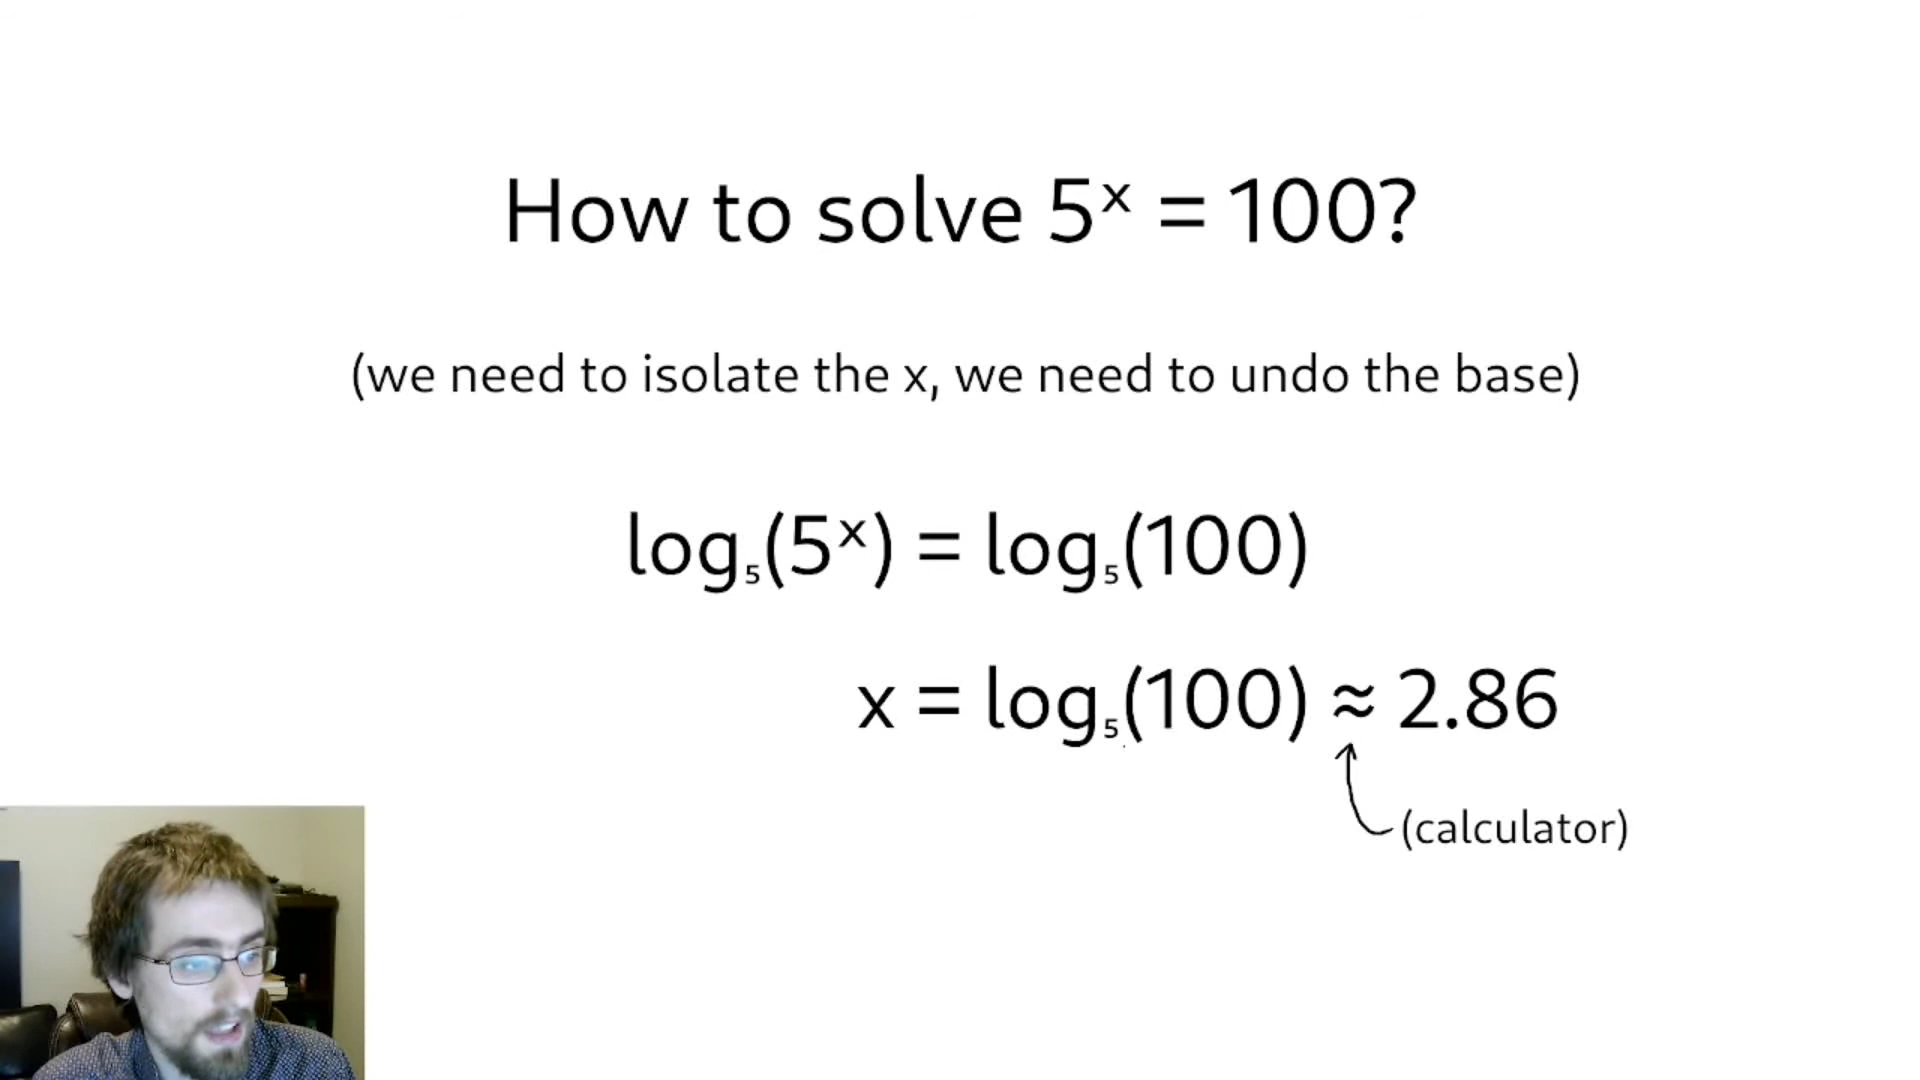 How to solve 5ˣ = 100?
(we need to isolate the x, we need to undo the base)
log₅(5ˣ) = log₅(100)
x = log₅(100) ≈ 2.86
(calculator)